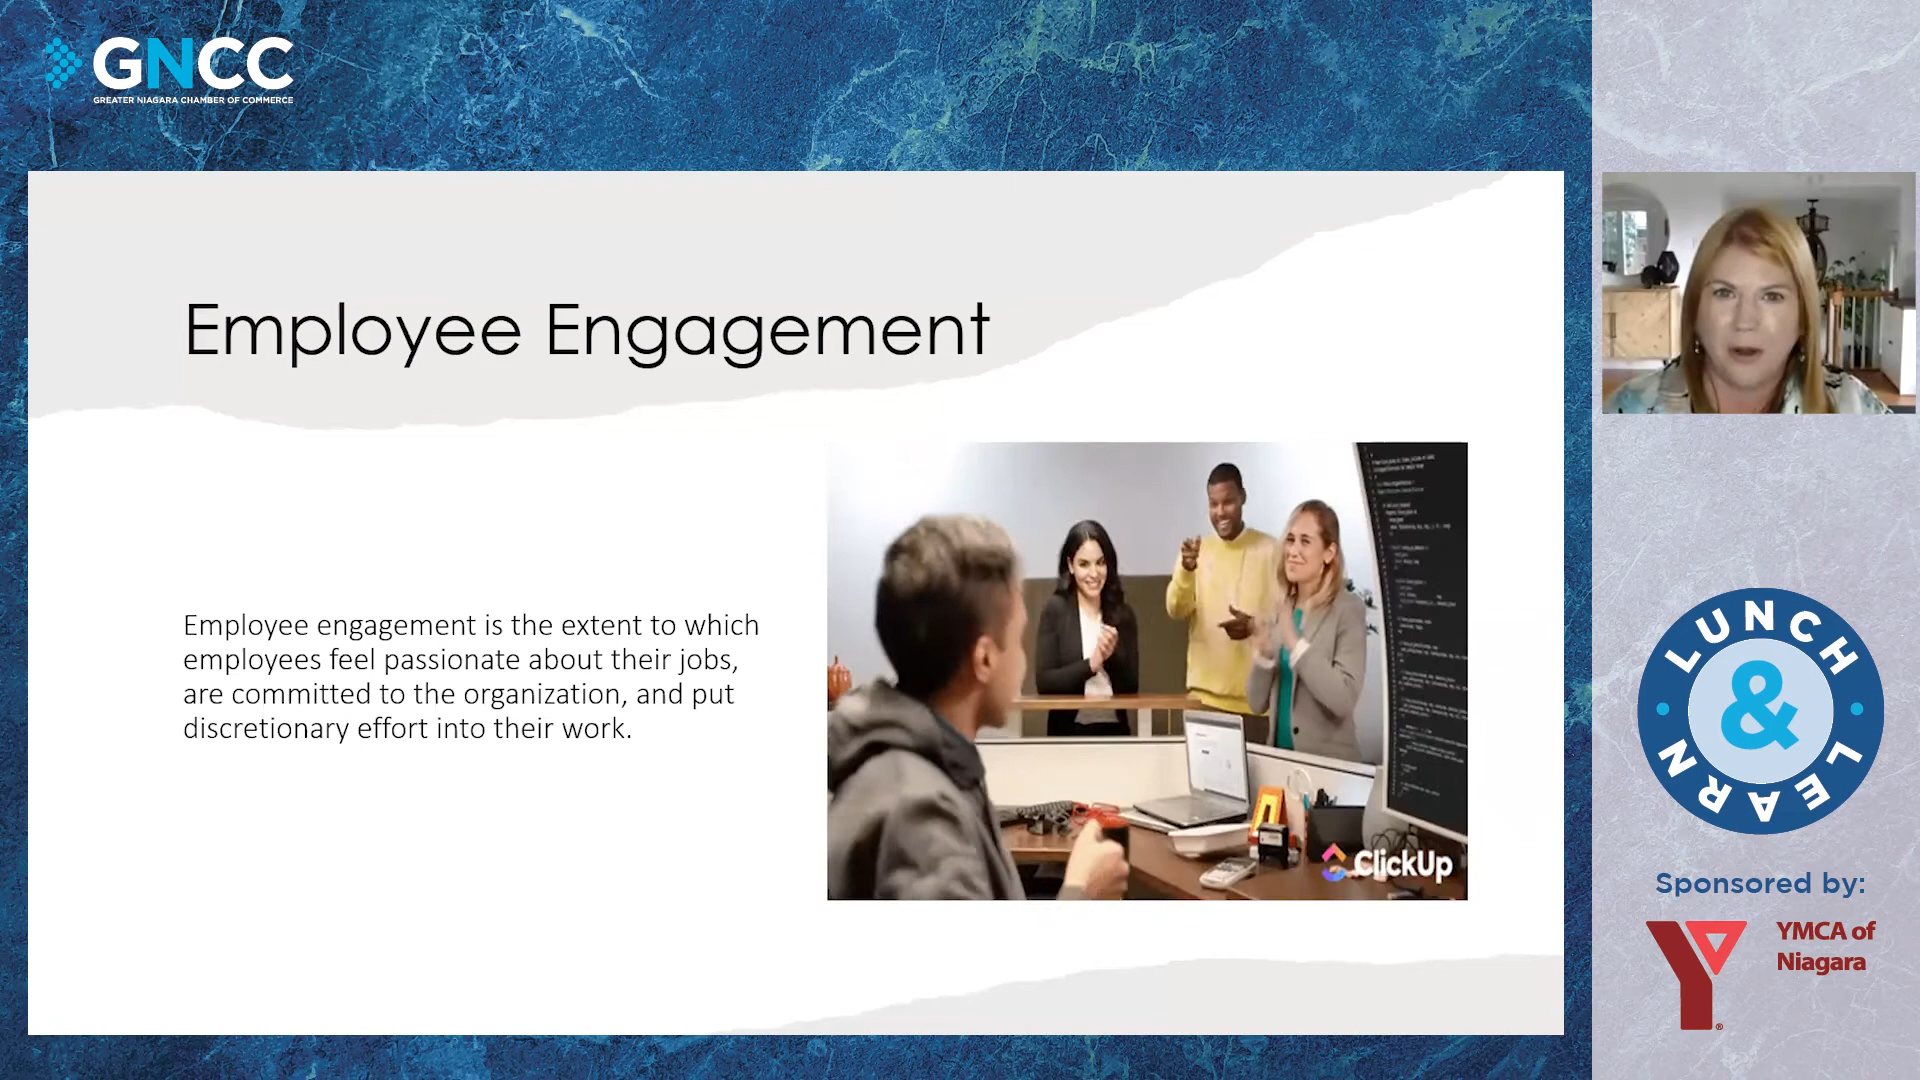 GNCC
GREATER NIAGARA CHAMBER OF COMMERCE
Employee Engagement
Employee engagement is the extent to which
employees feel passionate about their jobs,
are committed to the organization, and put
discretionary effort into their work.
ClickUp
LUNCH
&
LEARN
Sponsored by:
YMCA of
Niagara